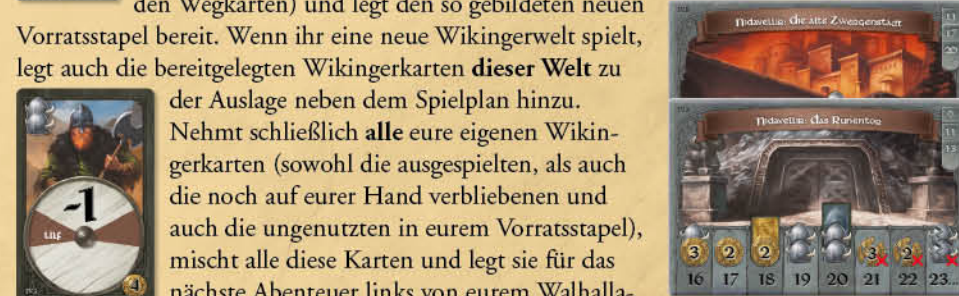 den Wegkarten) und legt den so gebildeten neuen
Vorratsstapel bereit. Wenn ihr eine neue Wikingerwelt spielt,
legt auch die bereitgelegten Wikingerkarten dieser Welt zu
der Auslage neben dem Spielplan hinzu.
Nehmt schließlich alle eure eigenen Wikin-
gerkarten (sowohl die ausgespielten, als auch
die noch auf eurer Hand verbliebenen und
auch die ungenutzten in eurem Vorratsstapel),
mischt alle diese Karten und legt sie für das
nächste Abenteuer links von eurem Walhalla-
-1
Ulf
4
Nidavellir: Die alte Zwergenstadt
Nidavellir: Das Runentor
3 2 2 3 2
16 17 18 19 20 21 22 23...